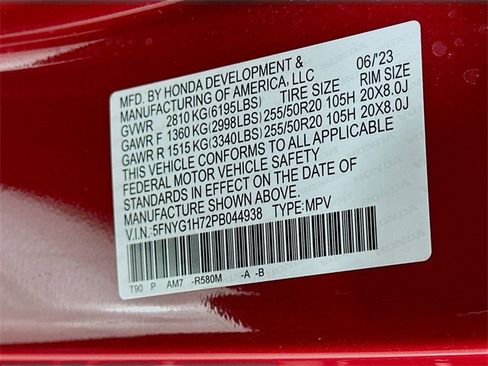 MFD. BY HONDA DEVELOPMENT & 06/'23
MANUFACTURING OF AMERICA, LLC
TIRE SIZE RIM SIZE
GVWR 2810 KG(6195LBS)
GAWR F 1360 KG(2998LBS) 255/50R20 105H 20X8.0J
GAWR R 1515 KG(3340LBS) 255/50R20 105H 20X8.0J
THIS VEHICLE CONFORMS TO ALL APPLICABLE
FEDERAL MOTOR VEHICLE SAFETY
STANDARDS IN EFFECT ON THE DATE OF
MANUFACTURE SHOWN ABOVE.
V.I.N.:5FNYG1H72PB044938 TYPE:MPV
T90 P AM7 -R580M -A -B